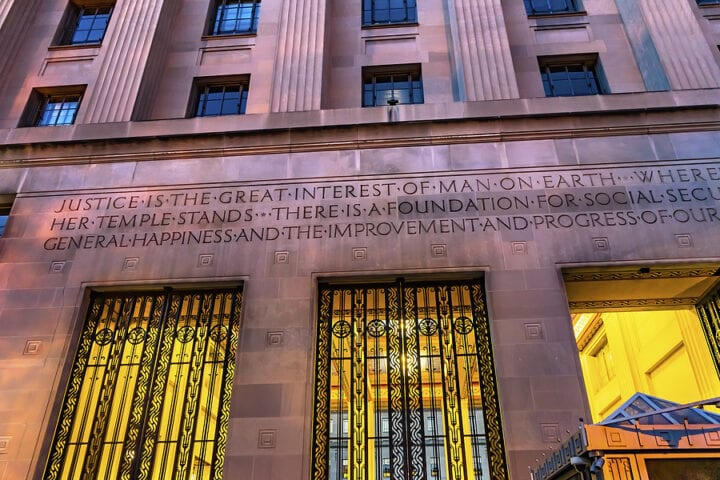 JUSTICE·IS·THE·GREAT·INTEREST·OF·MAN·ON·EARTH··WHERE
HER·TEMPLE·STANDS··THERE·IS·A·FOUNDATION·FOR·SOCIAL·SECU
GENERAL·HAPPINESS·AND·THE·IMPROVEMENT·AND·PROGRESS·OF·OUR